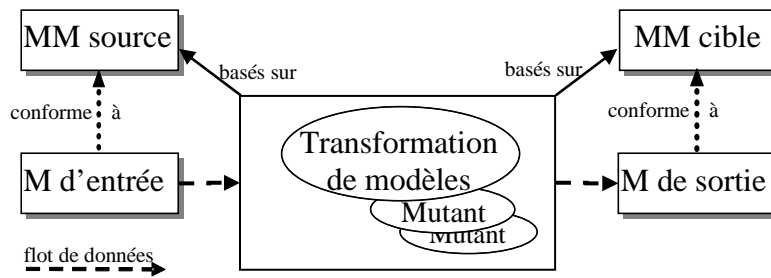 MM source
MM cible
basés sur
basés sur
conforme à
conforme à
Transformation
de modèles
M d’entrée
M de sortie
Mutant
Mutant
flot de données